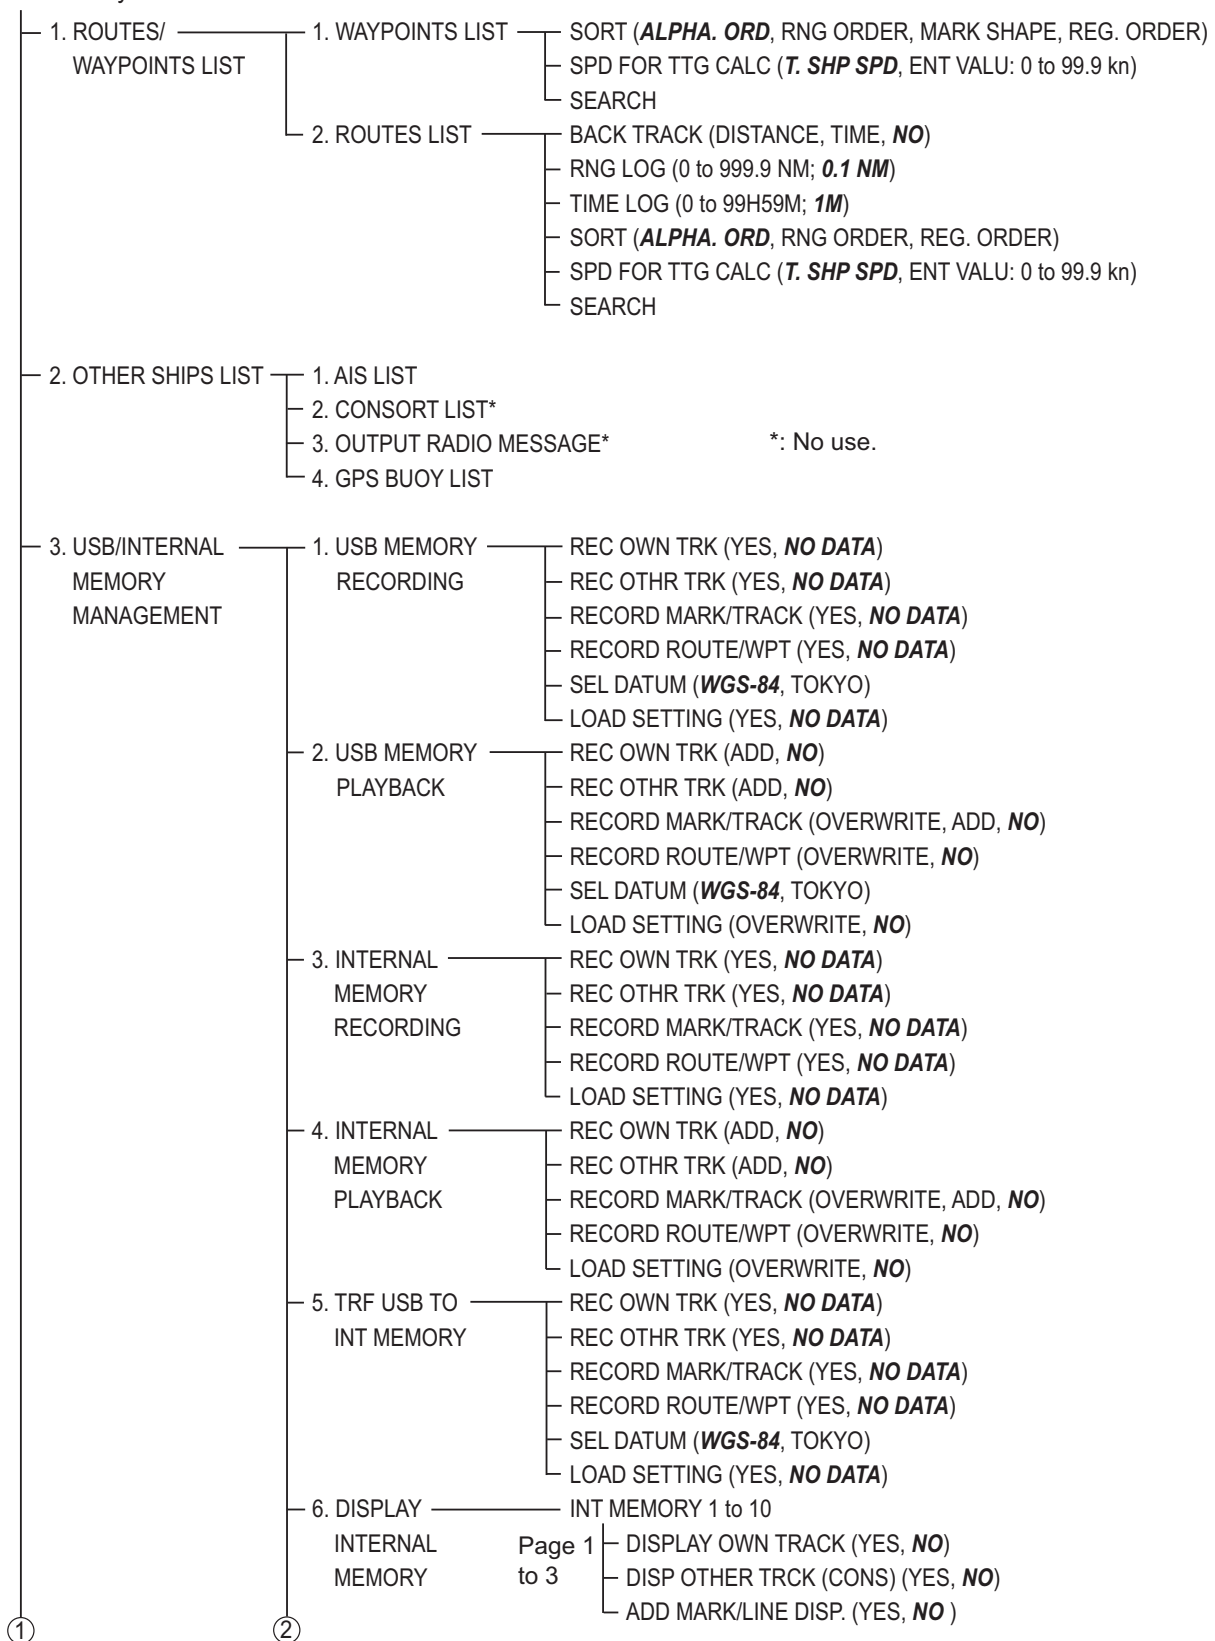 1. ROUTES/ WAYPOINTS LIST
1. WAYPOINTS LIST
SORT (ALPHA. ORD, RNG ORDER, MARK SHAPE, REG. ORDER)
SPD FOR TTG CALC (T. SHP SPD, ENT VALU: 0 to 99.9 kn)
SEARCH
2. ROUTES LIST
BACK TRACK (DISTANCE, TIME, NO)
RNG LOG (0 to 999.9 NM; 0.1 NM)
TIME LOG (0 to 99H59M; 1M)
SORT (ALPHA. ORD, RNG ORDER, REG. ORDER)
SPD FOR TTG CALC (T. SHP SPD, ENT VALU: 0 to 99.9 kn)
SEARCH
2. OTHER SHIPS LIST
1. AIS LIST
2. CONSORT LIST*
3. OUTPUT RADIO MESSAGE*
*: No use.
4. GPS BUOY LIST
3. USB/INTERNAL
MEMORY
MANAGEMENT
1. USB MEMORY
RECORDING
REC OWN TRK (YES, NO DATA)
REC OTHR TRK (YES, NO DATA)
RECORD MARK/TRACK (YES, NO DATA)
RECORD ROUTE/WPT (YES, NO DATA)
SEL DATUM (WGS-84, TOKYO)
LOAD SETTING (YES, NO DATA)
2. USB MEMORY
PLAYBACK
REC OWN TRK (ADD, NO)
REC OTHR TRK (ADD, NO)
RECORD MARK/TRACK (OVERWRITE, ADD, NO)
RECORD ROUTE/WPT (OVERWRITE, NO)
SEL DATUM (WGS-84, TOKYO)
LOAD SETTING (OVERWRITE, NO)
3. INTERNAL
MEMORY
RECORDING
REC OWN TRK (YES, NO DATA)
REC OTHR TRK (YES, NO DATA)
RECORD MARK/TRACK (YES, NO DATA)
RECORD ROUTE/WPT (YES, NO DATA)
LOAD SETTING (YES, NO DATA)
4. INTERNAL
MEMORY
PLAYBACK
REC OWN TRK (ADD, NO)
REC OTHR TRK (ADD, NO)
RECORD MARK/TRACK (OVERWRITE, ADD, NO)
RECORD ROUTE/WPT (OVERWRITE, NO)
LOAD SETTING (OVERWRITE, NO)
5. TRF USB TO
INT MEMORY
REC OWN TRK (YES, NO DATA)
REC OTHR TRK (YES, NO DATA)
RECORD MARK/TRACK (YES, NO DATA)
RECORD ROUTE/WPT (YES, NO DATA)
SEL DATUM (WGS-84, TOKYO)
LOAD SETTING (YES, NO DATA)
6. DISPLAY
INTERNAL
MEMORY
INT MEMORY 1 to 10
Page 1
to 3
DISPLAY OWN TRACK (YES, NO)
DISP OTHER TRCK (CONS) (YES, NO)
ADD MARK/LINE DISP. (YES, NO )
1
2